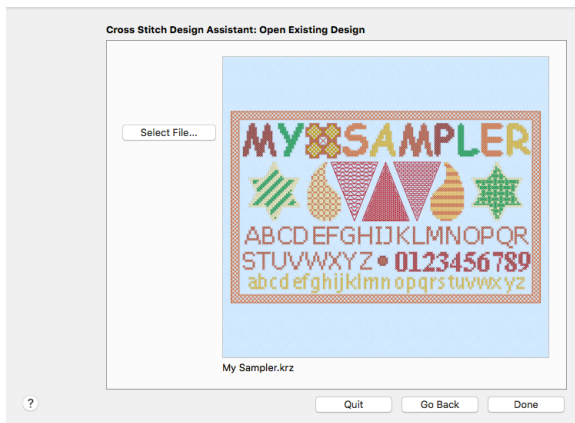 Cross Stitch Design Assistant: Open Existing Design
Select File...
MY SAMPLER
ABCDEFGHIJKLMNOPQR
STUVWXYZ 0123456789
abcdefghijklmnopqrstuvwxyz
My Sampler.krz
? Quit Go Back Done